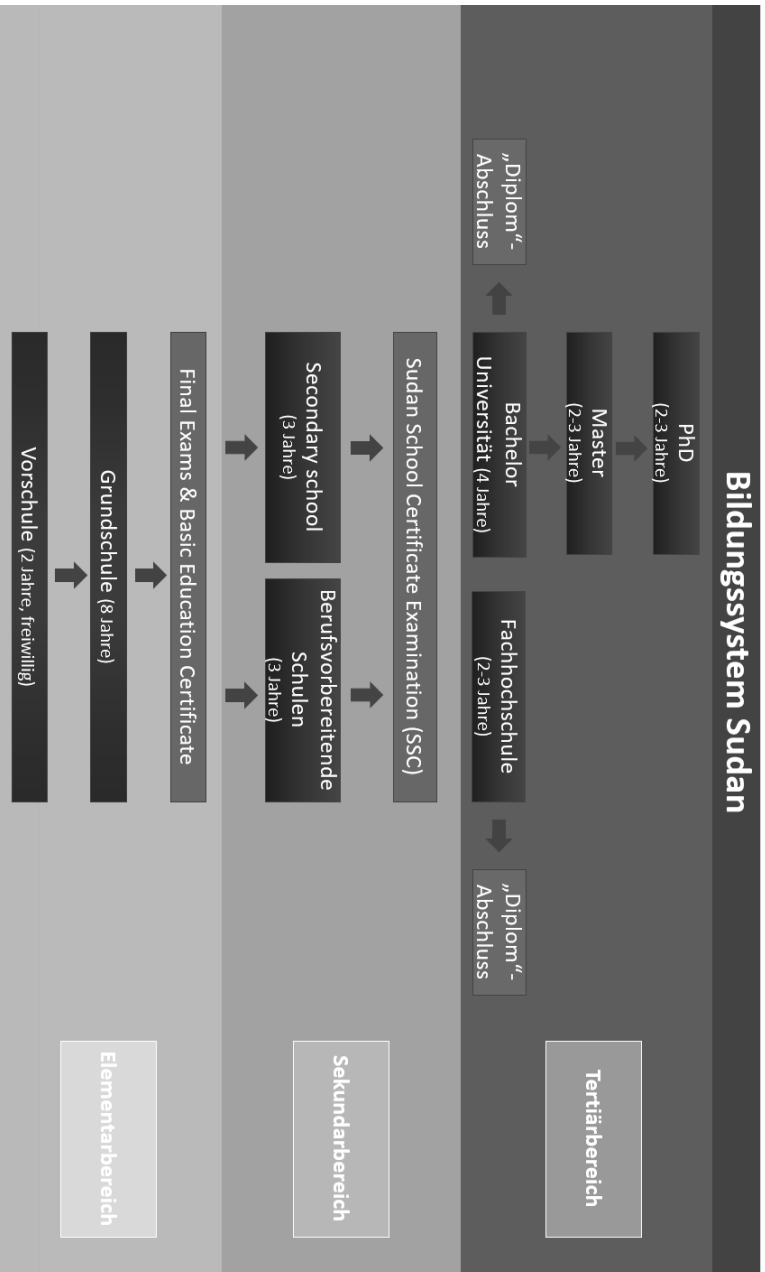 Bildungssystem Sudan
PhD
(2-3 Jahre)
Master
(2-3 Jahre)
„Diplom“-
Abschluss
Bachelor
Universität (4 Jahre)
Fachhochschule
(2-3 Jahre)
„Diplom“-
Abschluss
Tertiärbereich
Sudan School Certificate Examination (SSC)
Secondary school
(3 Jahre)
Berufsvorbereitende
Schulen
(3 Jahre)
Sekundarbereich
Final Exams & Basic Education Certificate
Grundschule (8 Jahre)
Vorschule (2 Jahre, freiwillig)
Elementarbereich